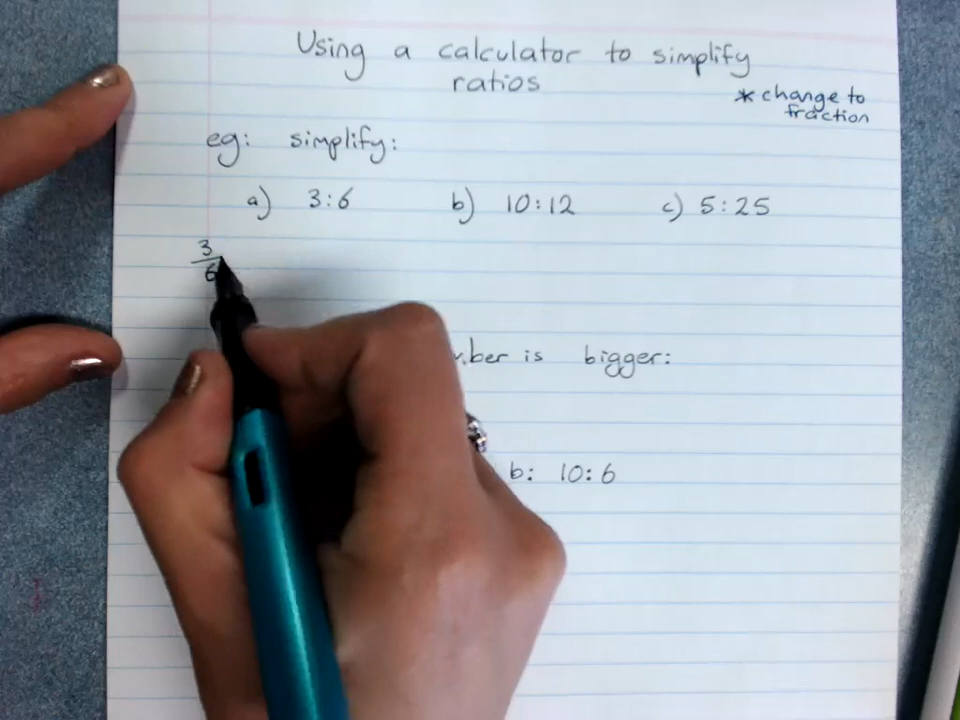 Using a calculator to simplify
ratios
* change to
fraction
eg: simplify:
a) 3:6 b) 10:12 c) 5:25
3
6
is bigger:
b: 10:6